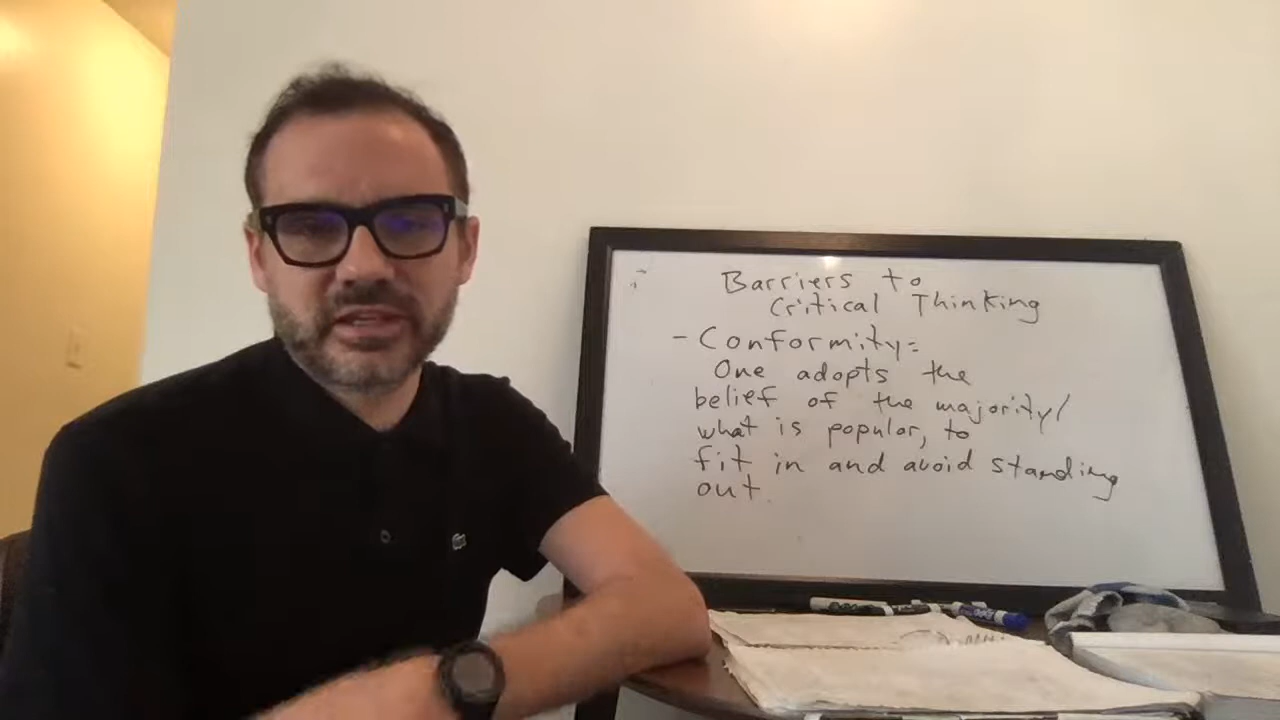 Barriers to
Critical Thinking
- Conformity:
One adopts the
belief of the majority/
what is popular, to
fit in and avoid standing
out.